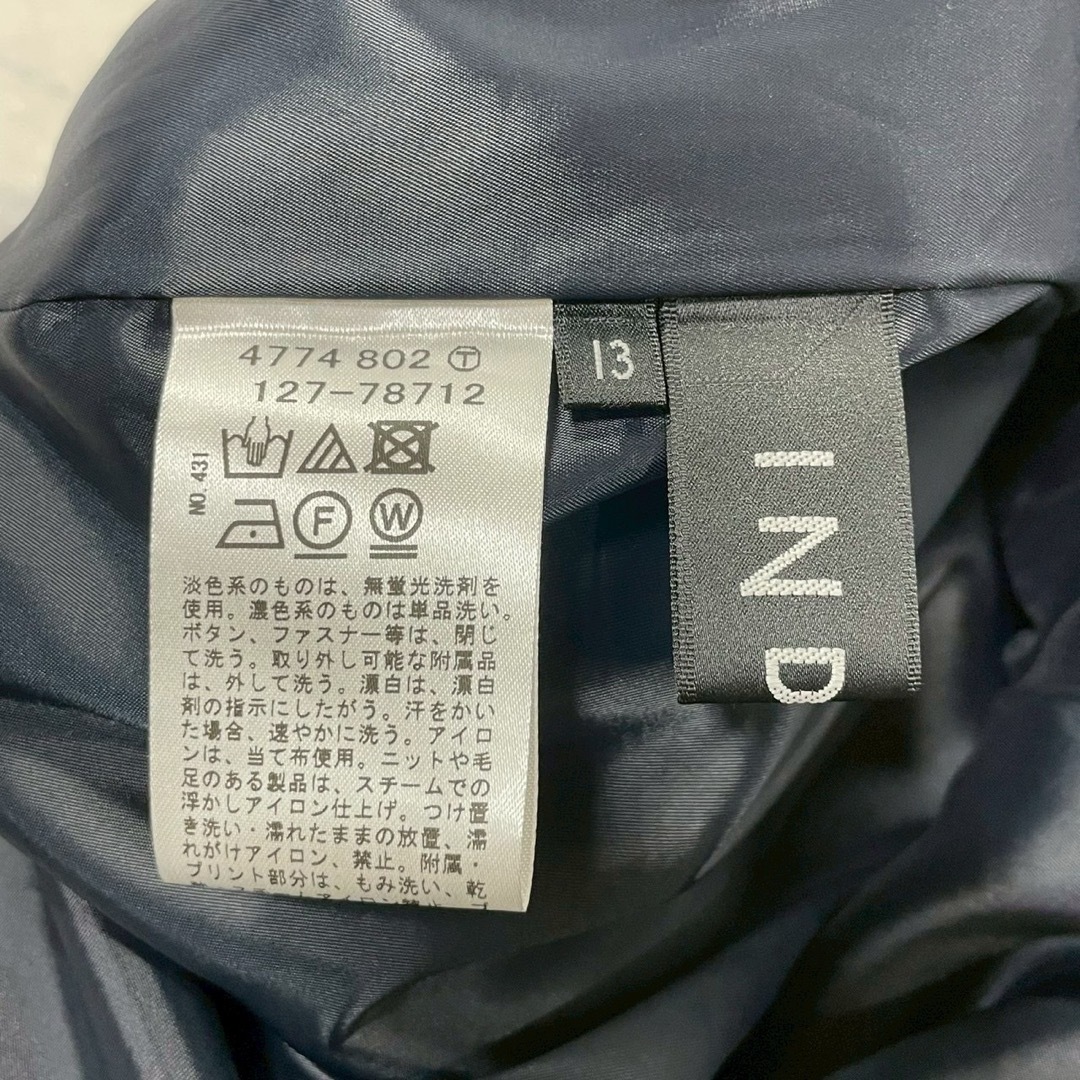 4774 802 Ⓣ
127-78712
NO. 431
F
W
淡色系のものは、無蛍光洗剤を
使用。濃色系のものは単品洗い。
ボタン、ファスナー等は、閉じ
て洗う。取り外し可能な附属品
は、外して洗う。漂白は、漂白
剤の指示にしたがう。汗をかい
た場合、速やかに洗う。アイロ
ンは、当て布使用。ニットや毛
足のある製品は、スチームでの
浮かしアイロン仕上げ。つけ置
き洗い・濡れたままの放置、濡
れがけアイロン、禁止。附属・
プリント部分は、もみ洗い、乾
13
IND